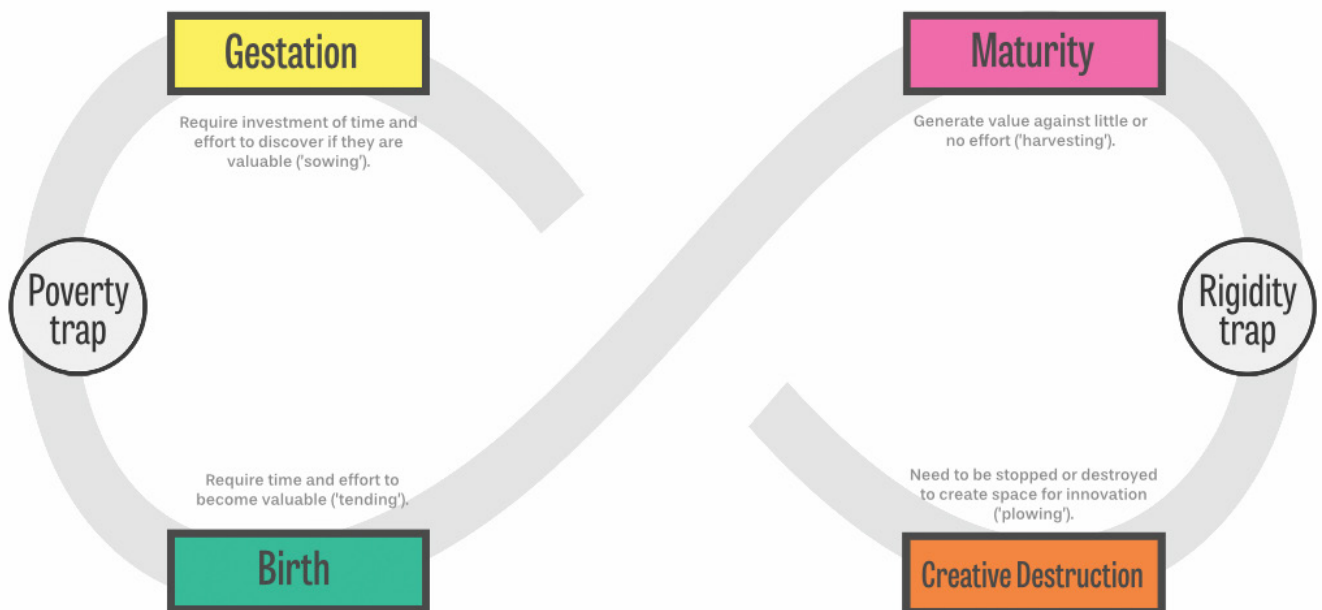 Gestation
Require investment of time and
effort to discover if they are
valuable ('sowing').
Maturity
Generate value against little or
no effort ('harvesting').
Poverty
trap
Rigidity
trap
Require time and effort to
become valuable ('tending').
Birth
Need to be stopped or destroyed
to create space for innovation
('plowing').
Creative Destruction